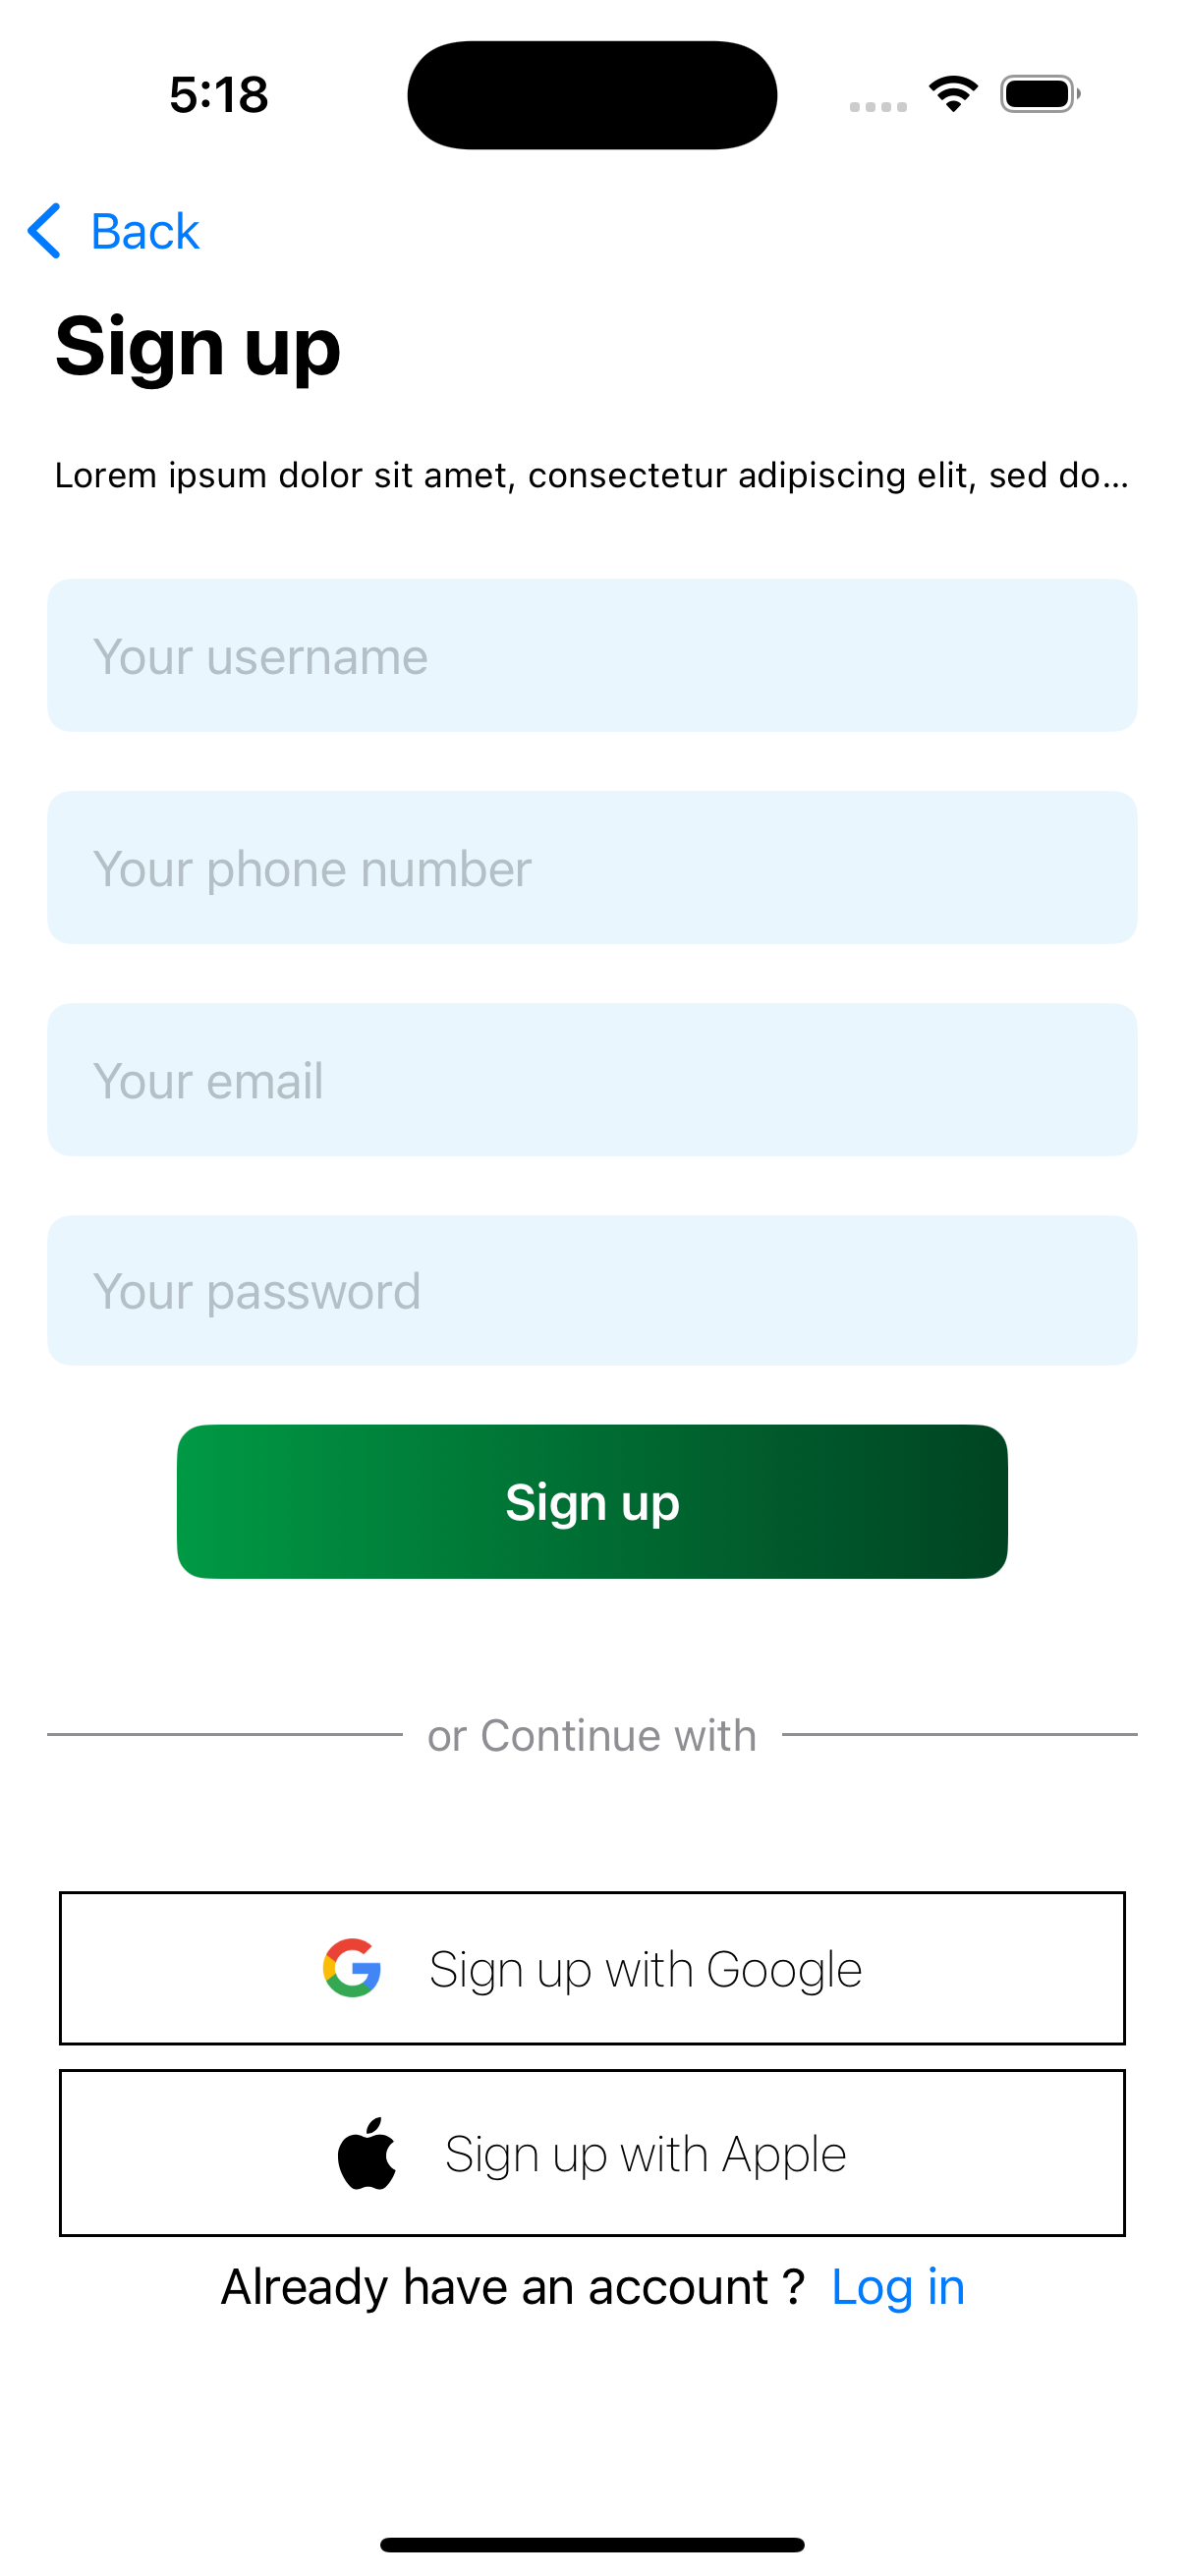 5:18
Back
Sign up
Lorem ipsum dolor sit amet, consectetur adipiscing elit, sed do...
Your username
Your phone number
Your email
Your password
Sign up
or Continue with
Sign up with Google
Sign up with Apple
Already have an account ? Log in